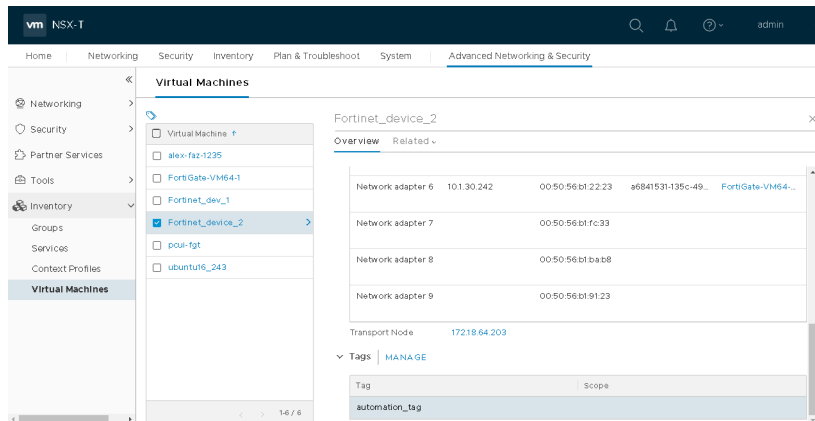 vm NSX-T
admin
Home Networking Security Inventory Plan & Troubleshoot System Advanced Networking & Security
Virtual Machines
Networking
Security
Partner Services
Tools
Inventory
Groups
Services
Context Profiles
Virtual Machines
Virtual Machine ↑
alex-faz-1235
FortiGate-VM64-1
Fortinet_dev_1
Fortinet_device_2
pcui-fgt
ubuntu16_243
1-6 / 6
Fortinet_device_2
Overview Related
Network adapter 6 10.1.30.242 00:50:56:b1:22:23 a6841531-135c-49... FortiGate-VM64-...
Network adapter 7 00:50:56:b1:fc:33
Network adapter 8 00:50:56:b1:ba:b8
Network adapter 9 00:50:56:b1:91:23
Transport Node 172.18.64.203
Tags MANAGE
Tag Scope
automation_tag